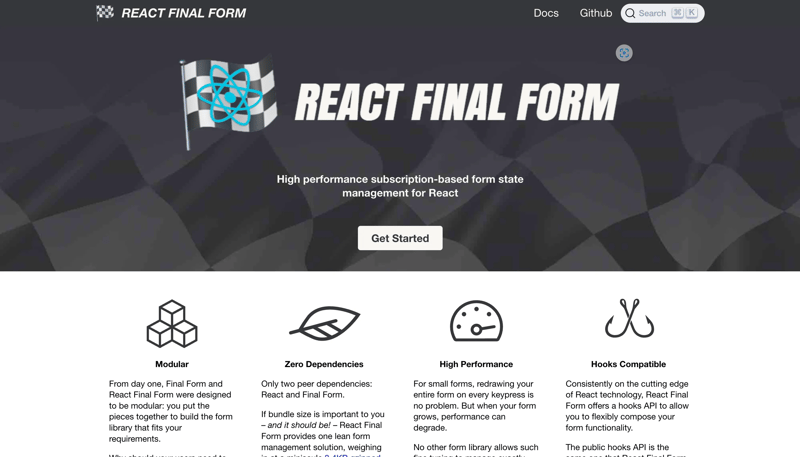 REACT FINAL FORM
Docs
Github
Search
⌘ K
REACT FINAL FORM
High performance subscription-based form state
management for React
Get Started
Modular
From day one, Final Form and
React Final Form were designed
to be modular: you put the
pieces together to build the form
library that fits your
requirements.
Zero Dependencies
Only two peer dependencies:
React and Final Form.
If bundle size is important to you
– and it should be! – React Final
Form provides one lean form
management solution, weighing
High Performance
For small forms, redrawing your
entire form on every keypress is
no problem. But when your form
grows, performance can
degrade.
No other form library allows such
Hooks Compatible
Consistently on the cutting edge
of React technology, React Final
Form offers a hooks API to allow
you to flexibly compose your
form functionality.
The public hooks API is the